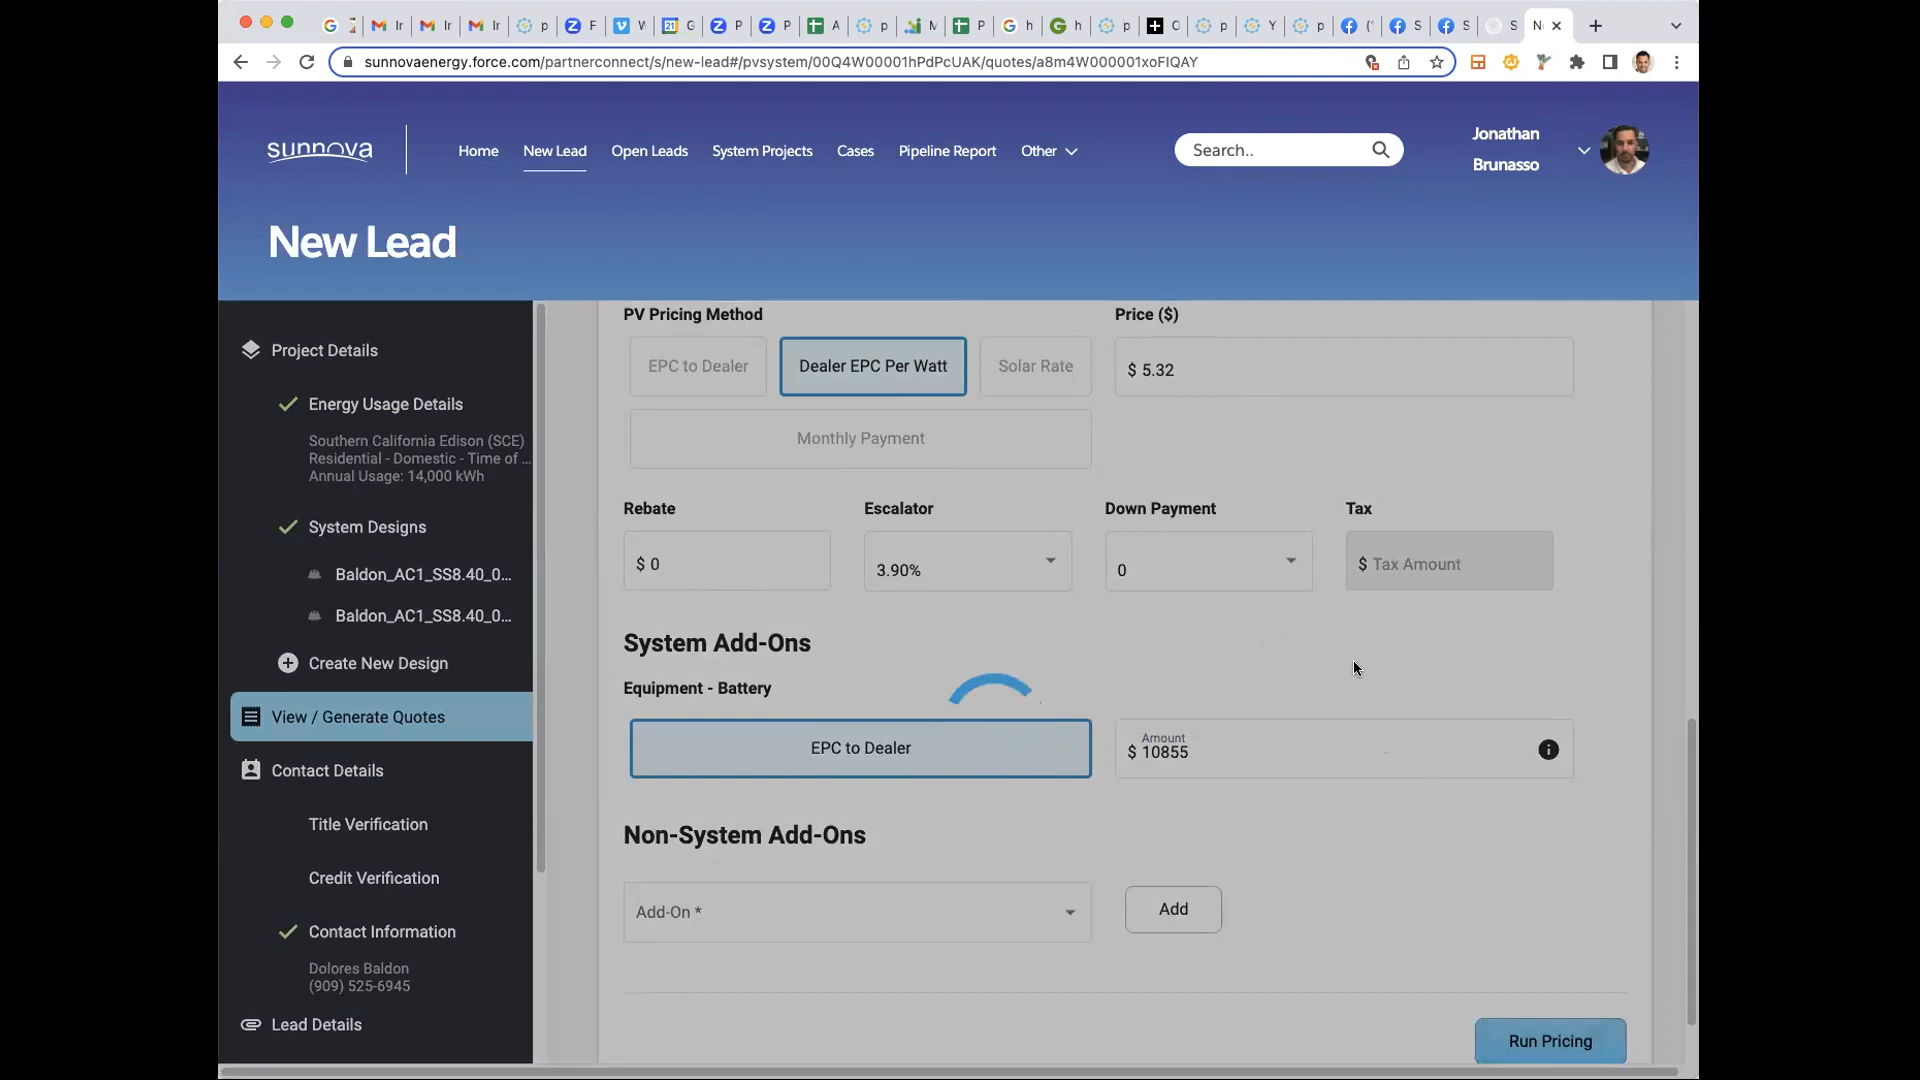 sunnovaenergy.force.com/partnerconnect/s/new-lead#/pvsystem/00Q4W00001hPdPcUAK/quotes/a8m4W000001xoFIQAY
sunnova
Home
New Lead
Open Leads
System Projects
Cases
Pipeline Report
Other
Search..
Jonathan
Brunasso
New Lead
Project Details
Energy Usage Details
Southern California Edison (SCE)
Residential - Domestic - Time of ...
Annual Usage: 14,000 kWh
System Designs
Baldon_AC1_SS8.40_0...
Baldon_AC1_SS8.40_0...
Create New Design
View / Generate Quotes
Contact Details
Title Verification
Credit Verification
Contact Information
Dolores Baldon
(909) 525-6945
Lead Details
PV Pricing Method
Price ($)
EPC to Dealer
Dealer EPC Per Watt
Solar Rate
$ 5.32
Monthly Payment
Rebate
Escalator
Down Payment
Tax
$ 0
3.90%
0
$ Tax Amount
System Add-Ons
Equipment - Battery
EPC to Dealer
Amount
$ 10855
Non-System Add-Ons
Add-On *
Add
Run Pricing